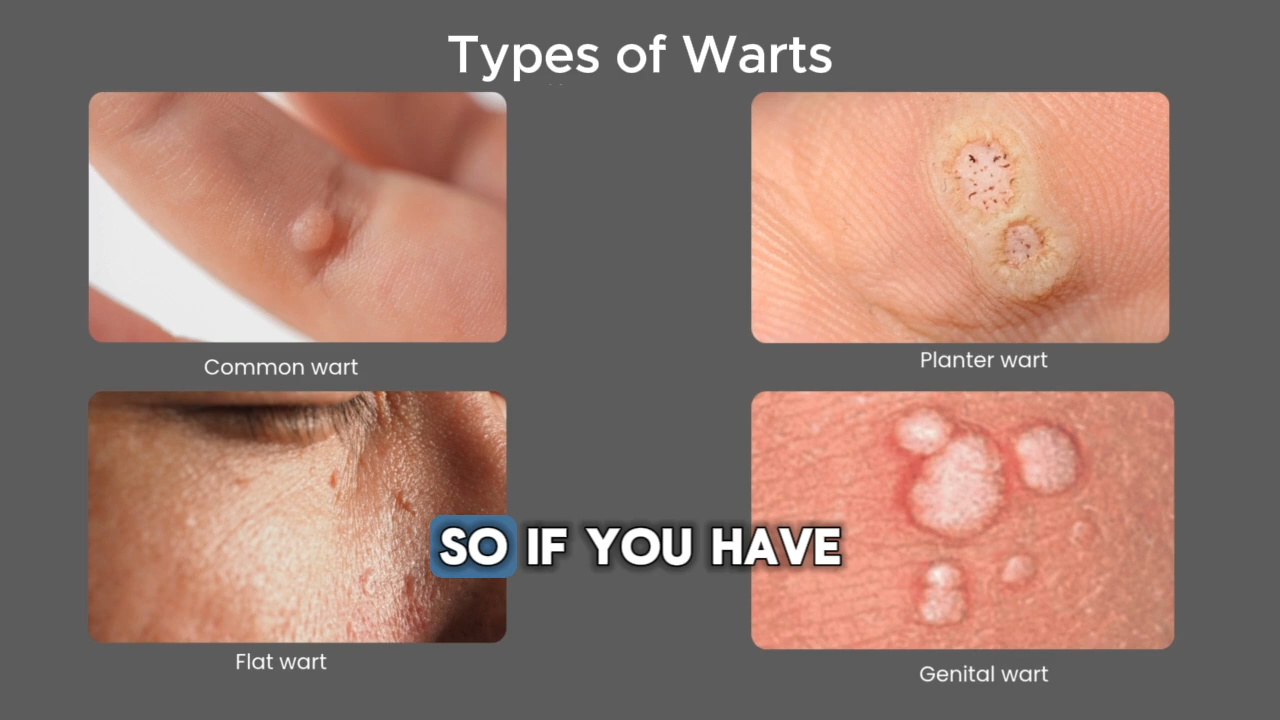 Types of Warts
Common wart
Planter wart
SO IF YOU HAVE
Flat wart
Genital wart